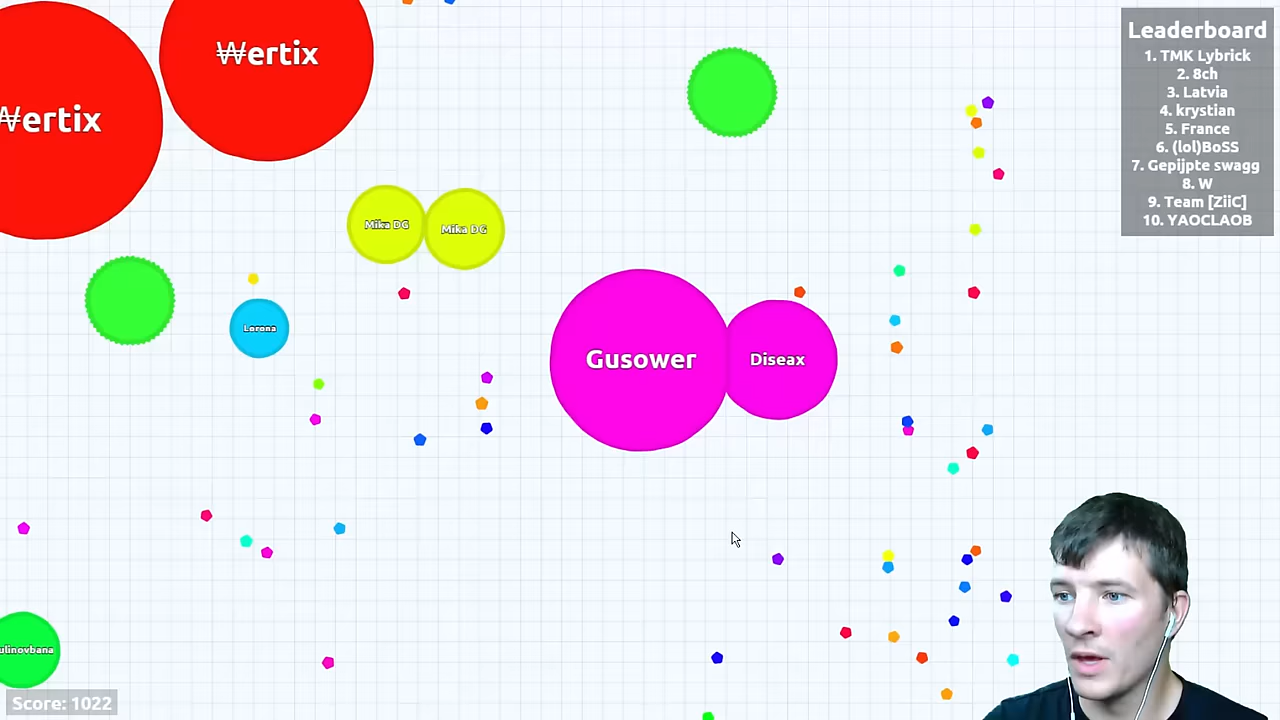 ₩ertix
₩ertix
Mika DG
Mika DG
Lorona
Gusower
Diseax
ulinovbana
Score: 1022
Leaderboard
1. TMK Lybrick
2. 8ch
3. Latvia
4. krystian
5. France
6. (lol)BoSS
7. Gepijpte swagg
8. W
9. Team [ZiiC]
10. YAOCLAOB